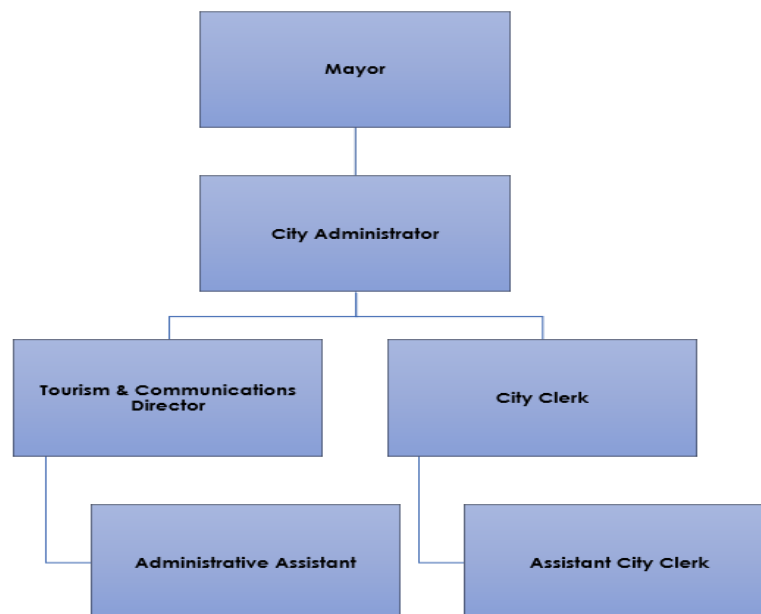 Mayor
City Administrator
Tourism & Communications
Director
City Clerk
Administrative Assistant
Assistant City Clerk